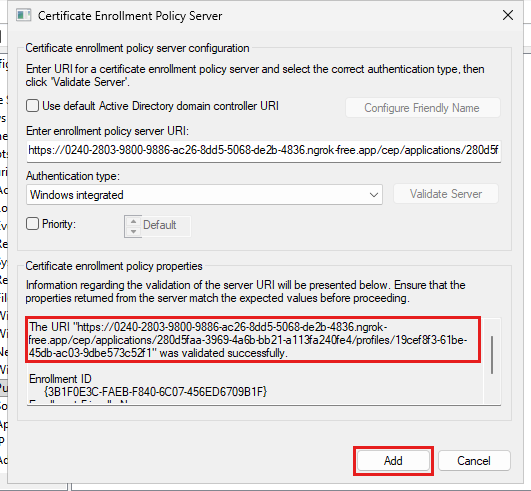 Certificate Enrollment Policy Server
Certificate enrollment policy server configuration
Enter URI for a certificate enrollment policy server and select the correct authentication type, then
click 'Validate Server'.
Use default Active Directory domain controller URI
Configure Friendly Name
Enter enrollment policy server URI:
https://0240-2803-9800-9886-ac26-8dd5-5068-de2b-4836.ngrok-free.app/cep/applications/280d5f
Authentication type:
Windows integrated
Validate Server
Priority:
Default
Certificate enrollment policy properties
Information regarding the validation of the server URI will be presented below. Ensure that the
properties returned from the server match the expected values before proceeding.
The URI "https://0240-2803-9800-9886-ac26-8dd5-5068-de2b-4836.ngrok-
free.app/cep/applications/280d5faa-3969-4a6b-bb21-a113fa240fe4/profiles/19cef8f3-61be-
45db-ac03-9dbe573c52f1" was validated successfully.
Enrollment ID
{3B1F0E3C-FAEB-F840-6C07-456ED6709B1F}
Add
Cancel